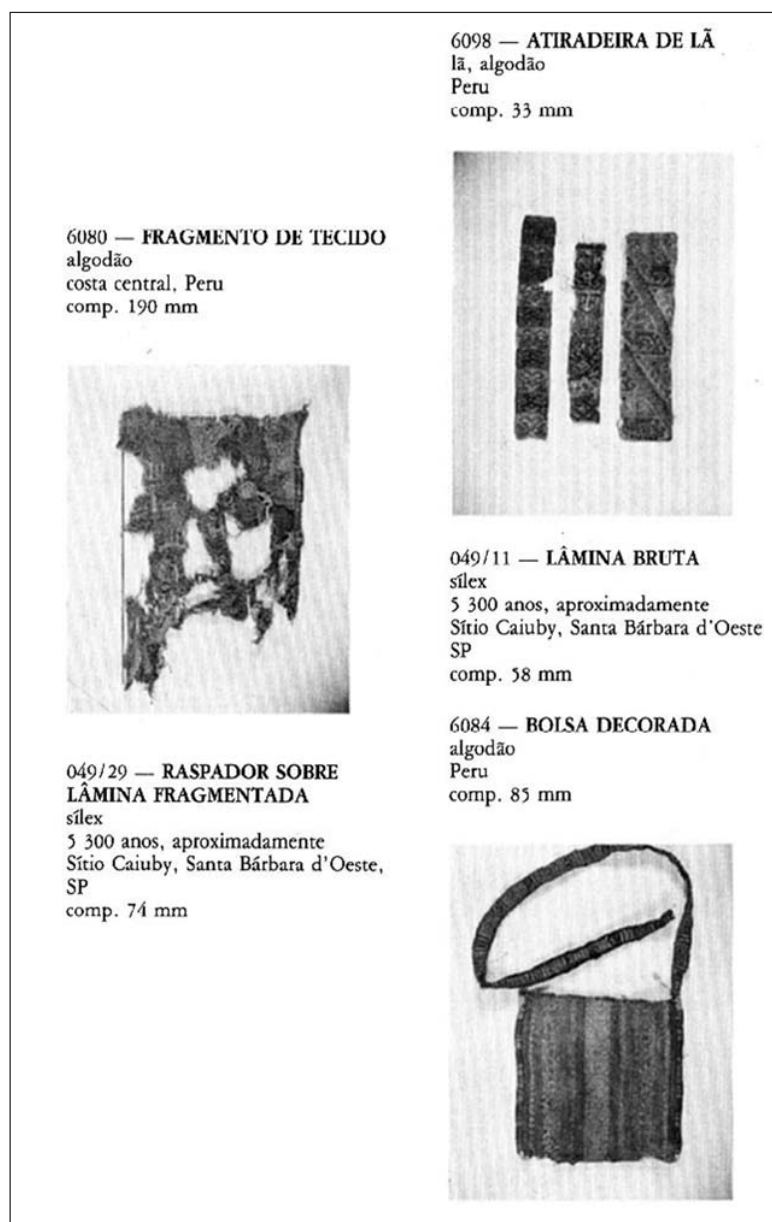 6080 — FRAGMENTO DE TECIDO
algodão
costa central, Peru
comp. 190 mm
049/29 — RASPADOR SOBRE
LÂMINA FRAGMENTADA
sílex
5 300 anos, aproximadamente
Sítio Caiuby, Santa Bárbara d'Oeste,
SP
comp. 74 mm
6098 — ATIRADEIRA DE LÃ
lã, algodão
Peru
comp. 33 mm
049/11 — LÂMINA BRUTA
sílex
5 300 anos, aproximadamente
Sítio Caiuby, Santa Bárbara d'Oeste
SP
comp. 58 mm
6084 — BOLSA DECORADA
algodão
Peru
comp. 85 mm